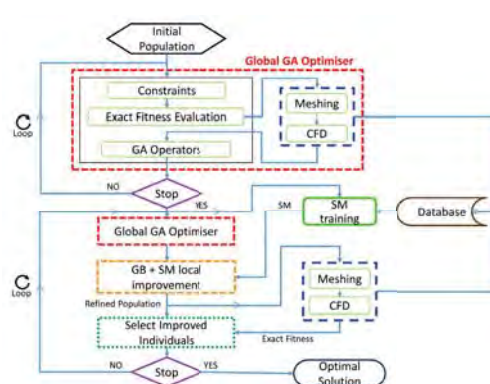 Initial
Population
Global GA Optimiser
Constraints
Exact Fitness Evaluation
GA Operators
Meshing
CFD
Loop
NO
Stop
YES
SM
SM
training
Database
Global GA Optimiser
GB + SM local
improvement
Loop
Refined Population
Meshing
CFD
Select Improved
Individuals
Exact Fitness
NO
Stop
YES
Optimal
Solution